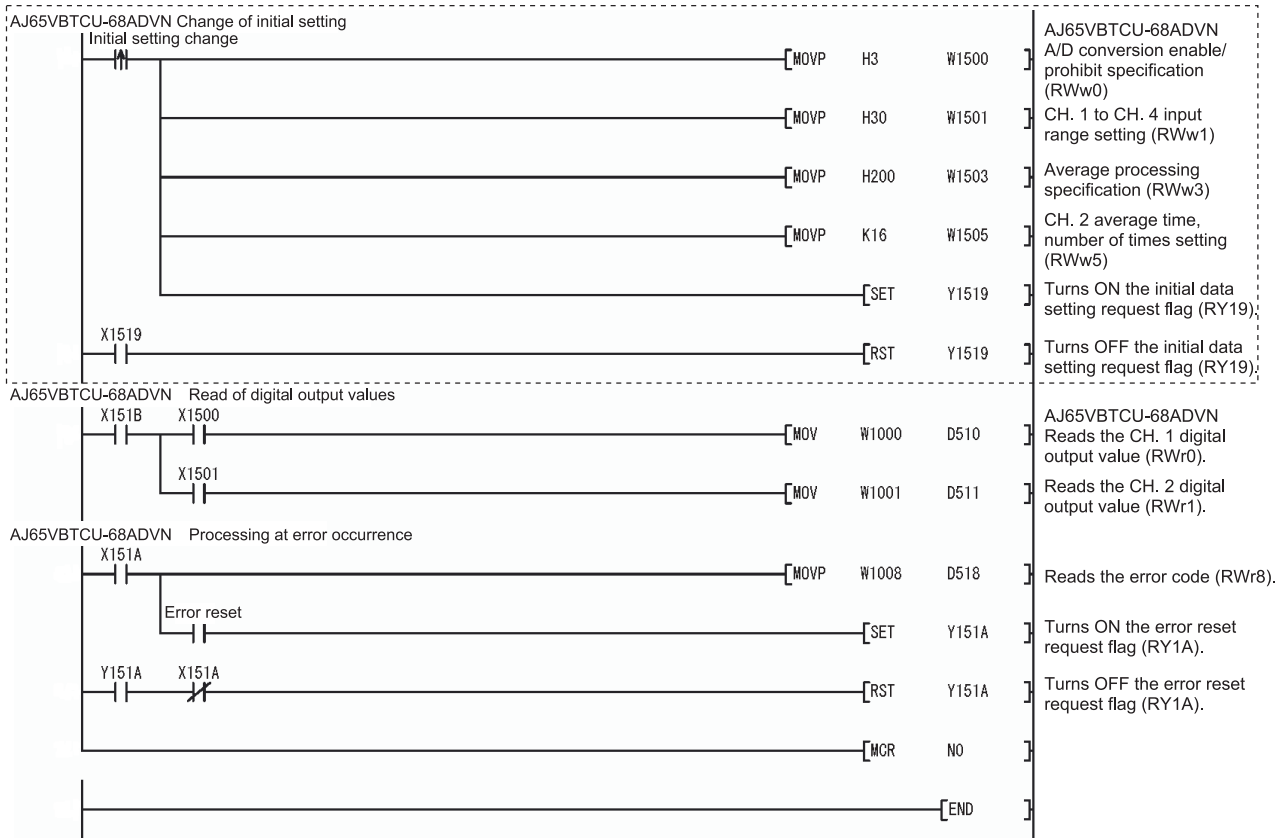 AJ65VBTCU-68ADVN Change of initial setting
Initial setting change
[MOVP H3 W1500 ]
AJ65VBTCU-68ADVN
A/D conversion enable/
prohibit specification
(RWw0)
[MOVP H30 W1501 ]
CH. 1 to CH. 4 input
range setting (RWw1)
[MOVP H200 W1503 ]
Average processing
specification (RWw3)
[MOVP K16 W1505 ]
CH. 2 average time,
number of times setting
(RWw5)
[SET Y1519 ]
Turns ON the initial data
setting request flag (RY19).
X1519
[RST Y1519 ]
Turns OFF the initial data
setting request flag (RY19).
AJ65VBTCU-68ADVN Read of digital output values
X151B X1500
[MOV W1000 D510 ]
AJ65VBTCU-68ADVN
Reads the CH. 1 digital
output value (RWr0).
X1501
[MOV W1001 D511 ]
Reads the CH. 2 digital
output value (RWr1).
AJ65VBTCU-68ADVN Processing at error occurrence
X151A
[MOVP W1008 D518 ]
Reads the error code (RWr8).
Error reset
[SET Y151A ]
Turns ON the error reset
request flag (RY1A).
Y151A X151A
[RST Y151A ]
Turns OFF the error reset
request flag (RY1A).
[MCR N0 ]
[END ]